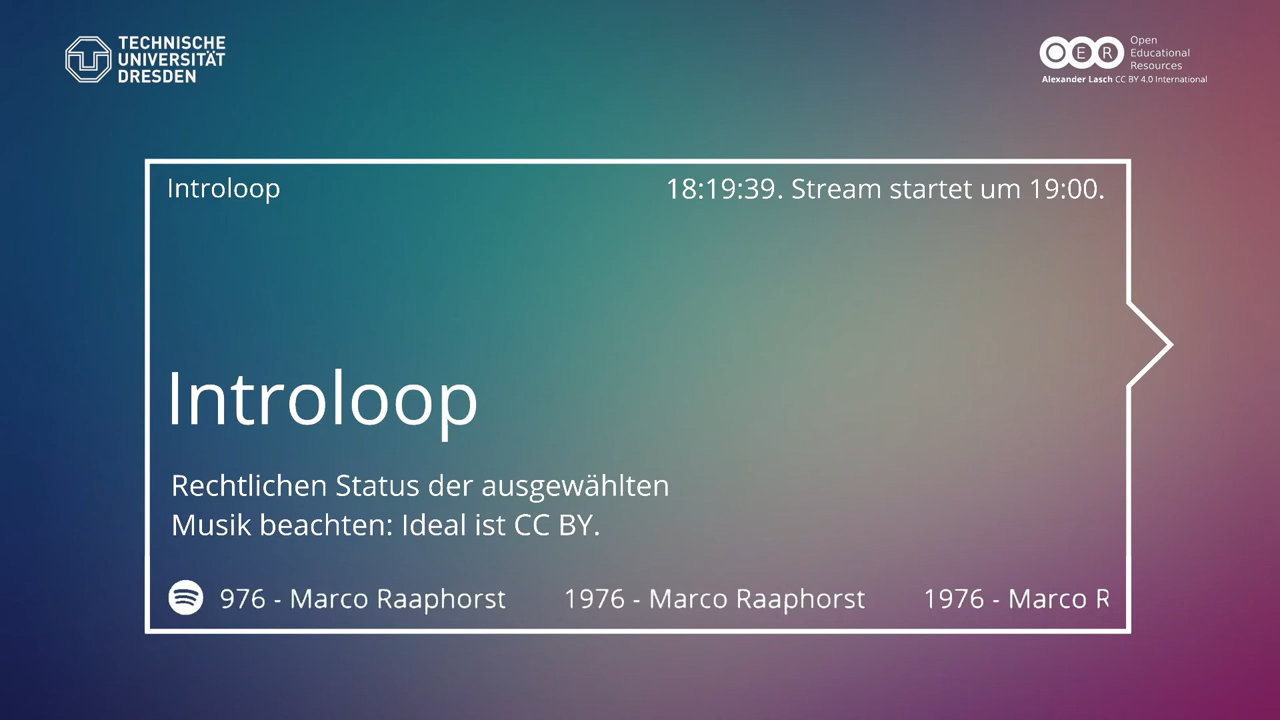 TECHNISCHE
UNIVERSITÄT
DRESDEN
OER
Open
Educational
Resources
Alexander Lasch CC BY 4.0 International
Introloop
18:19:39. Stream startet um 19:00.
Introloop
Rechtlichen Status der ausgewählten
Musik beachten: Ideal ist CC BY.
976 - Marco Raaphorst 1976 - Marco Raaphorst 1976 - Marco R